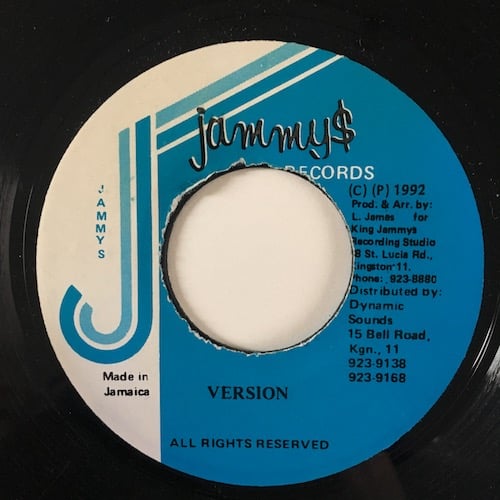 jammy$
RECORDS
JAMMYS
(C) (P) 1992
Prod. & Arr. by:
L. James for
King Jammys
Recording Studio
8 St. Lucia Rd.,
Kingston 11.
Phone: 923-8880
Distributed by:
Dynamic
Sounds
15 Bell Road,
Kgn., 11
923-9138
923-9168
Made in
Jamaica
VERSION
ALL RIGHTS RESERVED